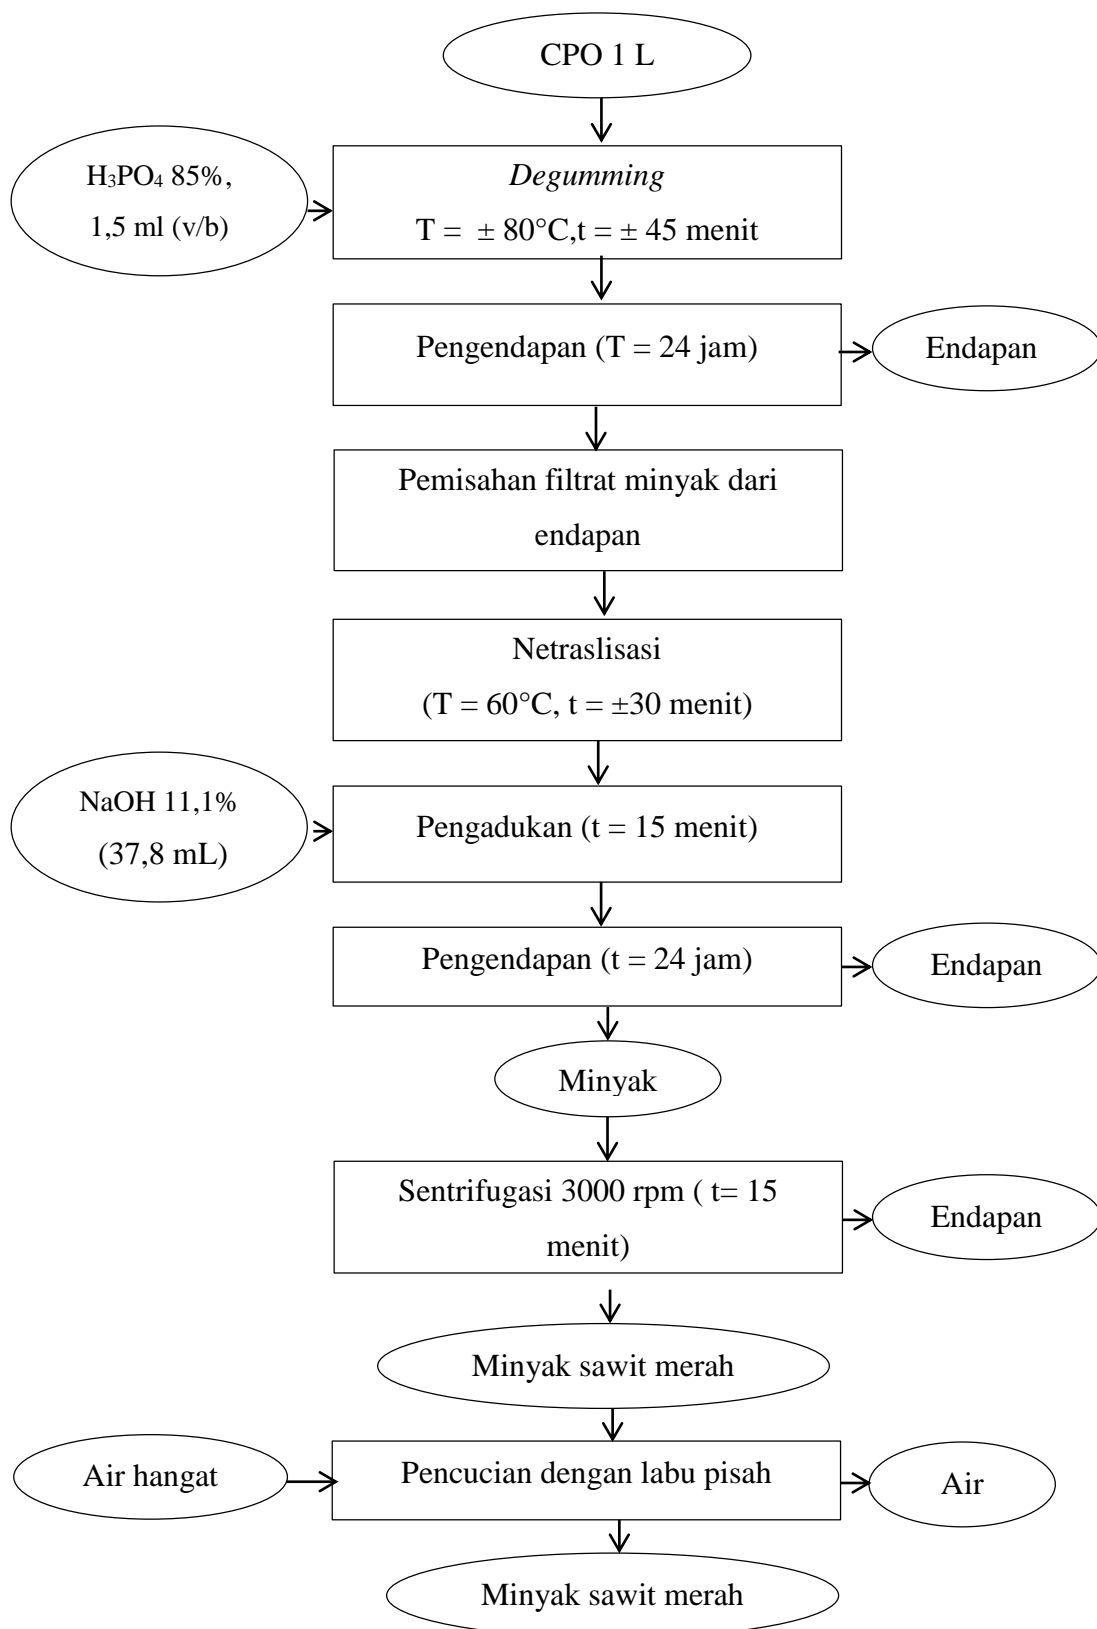 CPO 1 L
H₃PO₄ 85%,
1,5 ml (v/b)
Degumming
T = ± 80°C,t = ± 45 menit
Pengendapan (T = 24 jam)
Endapan
Pemisahan filtrat minyak dari
endapan
Netraslisasi
(T = 60°C, t = ±30 menit)
NaOH 11,1%
(37,8 mL)
Pengadukan (t = 15 menit)
Pengendapan (t = 24 jam)
Endapan
Minyak
Sentrifugasi 3000 rpm ( t= 15
menit)
Endapan
Minyak sawit merah
Air hangat
Pencucian dengan labu pisah
Air
Minyak sawit merah